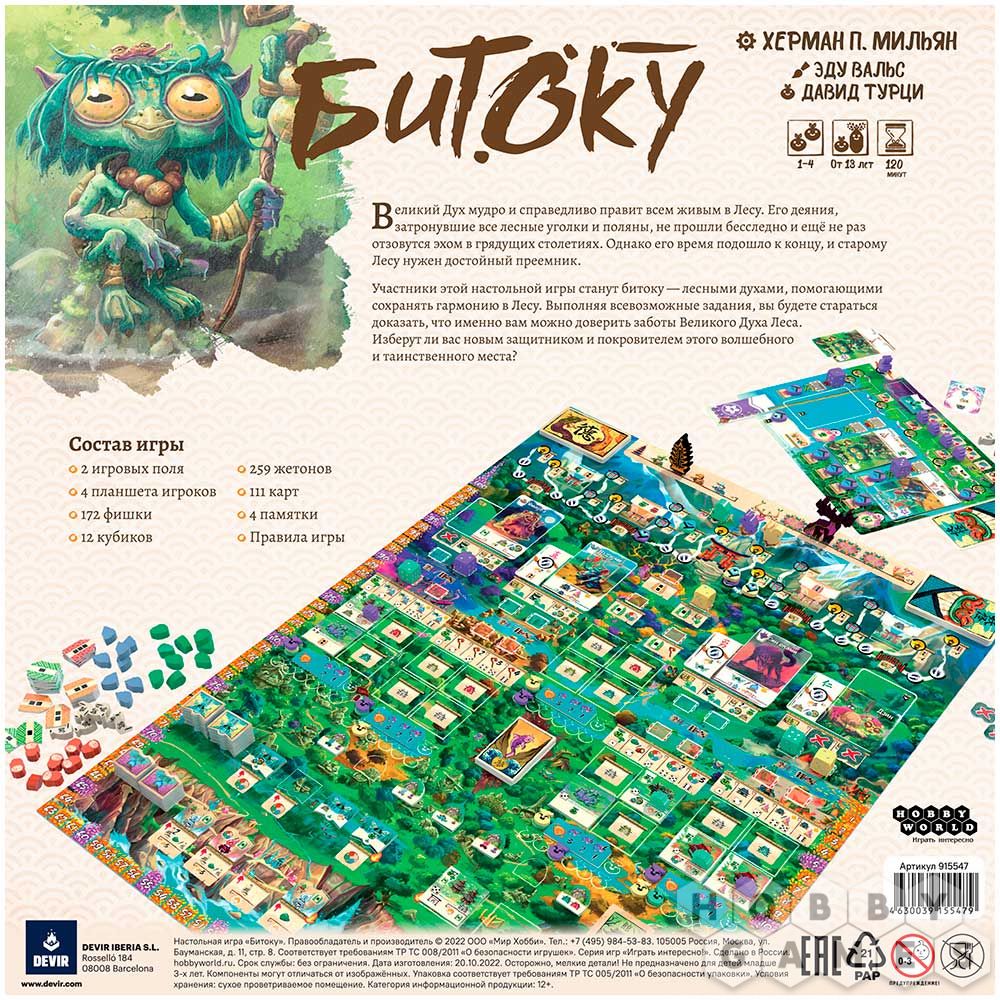 БИТОКУ
ХЕРМАН П. МИЛЬЯН
ЭДУ ВАЛЬС
ДАВИД ТУРЦИ
1–4
От 13 лет
120
МИНУТ
Великий Дух мудро и справедливо правит всем живым в Лесу. Его деяния,
затронувшие все лесные уголки и поляны, не прошли бесследно и ещё не раз
отзовутся эхом в грядущих столетиях. Однако его время подошло к концу, и старому
Лесу нужен достойный преемник.
Участники этой настольной игры станут битоку — лесными духами, помогающими
сохранять гармонию в Лесу. Выполняя всевозможные задания, вы будете стараться
доказать, что именно вам можно доверить заботы Великого Духа Леса.
Изберут ли вас новым защитником и покровителем этого волшебного
и таинственного места?
Состав игры
2 игровых поля
4 планшета игроков
172 фишки
12 кубиков
259 жетонов
111 карт
4 памятки
Правила игры
HOBBY
WORLD
Играть интересно
Артикул 915547
4630039 155479
HOBBY
GAMES
DEVIR
DEVIR IBERIA S.L.
Rosselló 184
08008 Barcelona
www.devir.com
Настольная игра «Битоку». Правообладатель и производитель © 2022 ООО «Мир Хобби». Тел.: +7 (495) 984-53-83. 105005 Россия, Москва, ул.
Бауманская, д. 11, стр. 8. Соответствует требованиям ТР ТС 008/2011 «О безопасности игрушек». Серия игр «Играть интересно!». Сделано в России.
hobbyworld.ru. Срок службы: без ограничения. Дата изготовления: 20.10.2022. Осторожно, мелкие детали! Не предназначено для детей младше
3-х лет. Компоненты могут отличаться от изображённых. Упаковка соответствует требованиям ТР ТС 005/2011 «О безопасности упаковки». Условия
хранения: сухое проветриваемое помещение. Категория информационной продукции: 12+.
EAC
21
PAP
0-3
ПРЕДУПРЕЖДЕНИЕ!